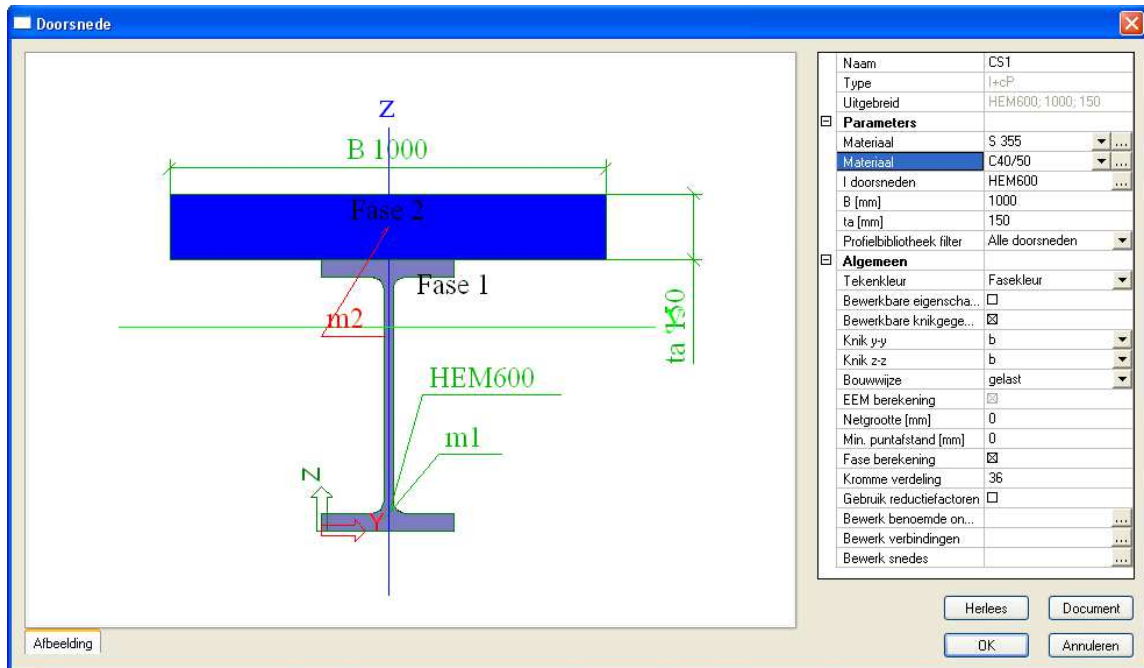 Doorsnede
Z
B 1000
Fase 2
Fase 1
m2
ta 150
HEM600
m1
Z
Y
Afbeelding
Naam CS1
Type I+cP
Uitgebreid HEM600; 1000; 150
Parameters
Materiaal S 355
Materiaal C40/50
I doorsneden HEM600
B [mm] 1000
ta [mm] 150
Profielbibliotheek filter Alle doorsneden
Algemeen
Tekenkleur Fasekleur
Bewerkbare eigenscha...
Bewerkbare knikgege...
Knik y-y b
Knik z-z b
Bouwwijze gelast
EEM berekening
Netgrootte [mm] 0
Min. puntafstand [mm] 0
Fase berekening
Kromme verdeling 36
Gebruik reductiefactoren
Bewerk benoemde on... ...
Bewerk verbindingen ...
Bewerk snedes ...
Herlees Document
OK Annuleren